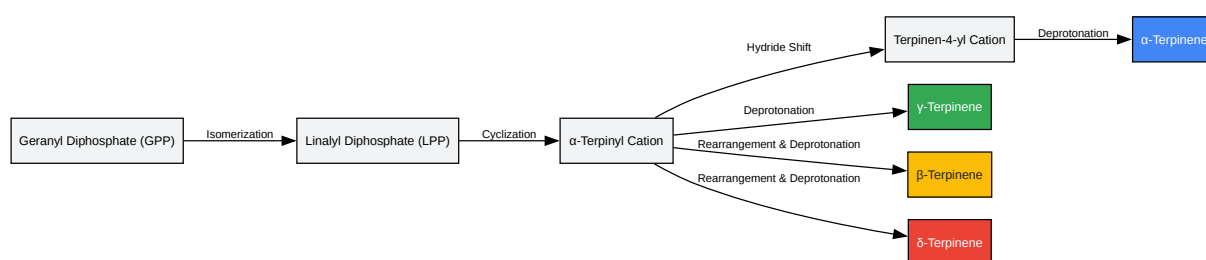 Geranyl Diphosphate (GPP)
Isomerization
Linalyl Diphosphate (LPP)
Cyclization
α-Terpinyl Cation
Hydride Shift
Terpinen-4-yl Cation
Deprotonation
α-Terpinene
Deprotonation
γ-Terpinene
Rearrangement & Deprotonation
β-Terpinene
Rearrangement & Deprotonation
δ-Terpinene